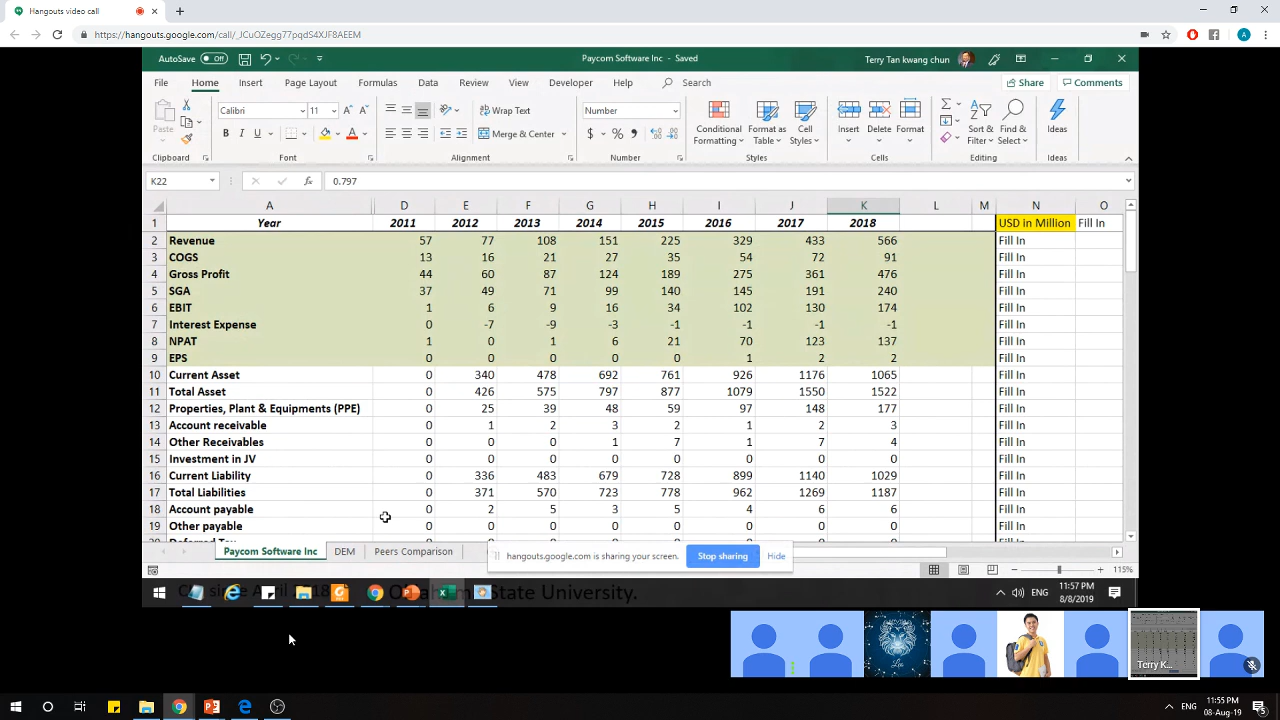 Hangouts video call
https://hangouts.google.com/call/_JCuOZegg77pqdS4XJF8AEEM
A
AutoSave Off Paycom Software Inc - Saved Terry Tan kwang chun
File Home Insert Page Layout Formulas Data Review View Developer Help Search Share Comments
Calibri 11 Wrap Text Number
Paste B I U Merge & Center $ % Conditional Formatting Format as Table Cell Styles Insert Delete Format Sort & Filter Find & Select Ideas
Clipboard Font Alignment Number Styles Cells Editing Ideas
K22 fx 0.797
A D E F G H I J K L M N O
1 Year 2011 2012 2013 2014 2015 2016 2017 2018 USD in Million Fill In
2 Revenue 57 77 108 151 225 329 433 566 Fill In
3 COGS 13 16 21 27 35 54 72 91 Fill In
4 Gross Profit 44 60 87 124 189 275 361 476 Fill In
5 SGA 37 49 71 99 140 145 191 240 Fill In
6 EBIT 1 6 9 16 34 102 130 174 Fill In
7 Interest Expense 0 -7 -9 -3 -1 -1 -1 -1 Fill In
8 NPAT 1 0 1 6 21 70 123 137 Fill In
9 EPS 0 0 0 0 0 1 2 2 Fill In
10 Current Asset 0 340 478 692 761 926 1176 1065 Fill In
11 Total Asset 0 426 575 797 877 1079 1550 1522 Fill In
12 Properties, Plant & Equipments (PPE) 0 25 39 48 59 97 148 177 Fill In
13 Account receivable 0 1 2 3 2 1 2 3 Fill In
14 Other Receivables 0 0 0 1 7 1 7 4 Fill In
15 Investment in JV 0 0 0 0 0 0 0 0 Fill In
16 Current Liability 0 336 483 679 728 899 1140 1029 Fill In
17 Total Liabilities 0 371 570 723 778 962 1269 1187 Fill In
18 Account payable 0 2 5 3 5 4 6 6 Fill In
19 Other payable 0 0 0 0 0 0 0 0 Fill In
Paycom Software Inc DEM Peers Comparison
hangouts.google.com is sharing your screen. Stop sharing Hide
115%
State University.
ENG 11:57 PM
8/8/2019
Terry K...
ENG 11:55 PM
08-Aug-19